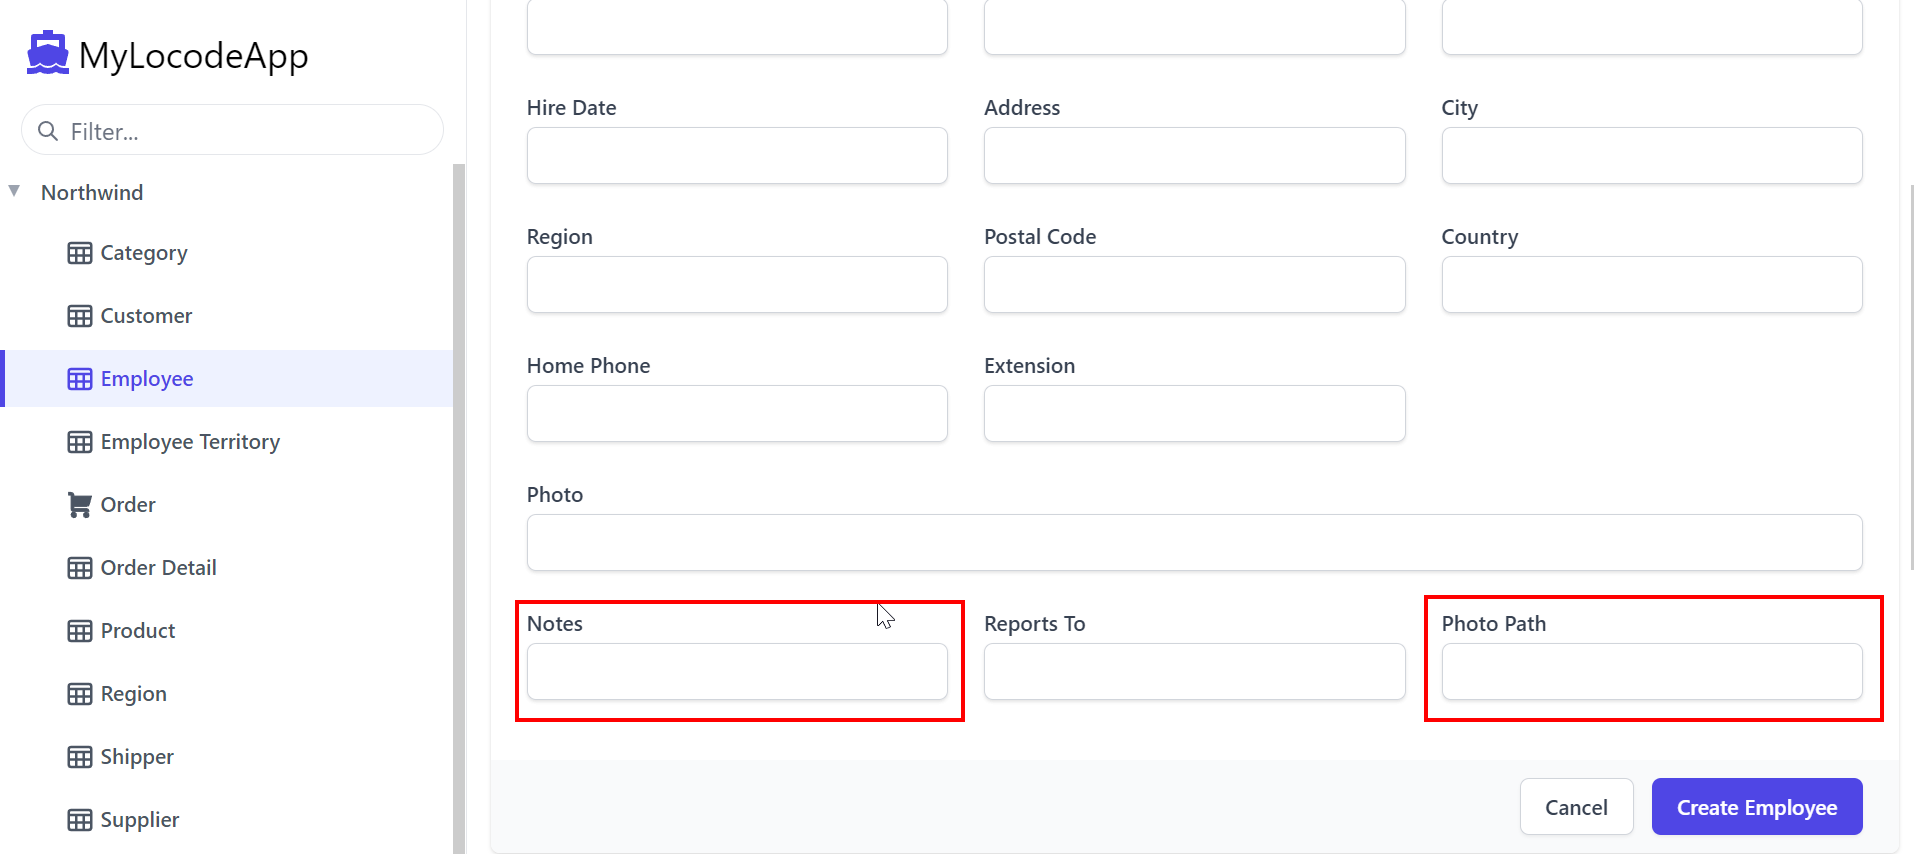 MyLocodeApp
Filter...
Northwind
Category
Customer
Employee
Employee Territory
Order
Order Detail
Product
Region
Shipper
Supplier
Hire Date
Address
City
Region
Postal Code
Country
Home Phone
Extension
Photo
Notes
Reports To
Photo Path
Cancel
Create Employee